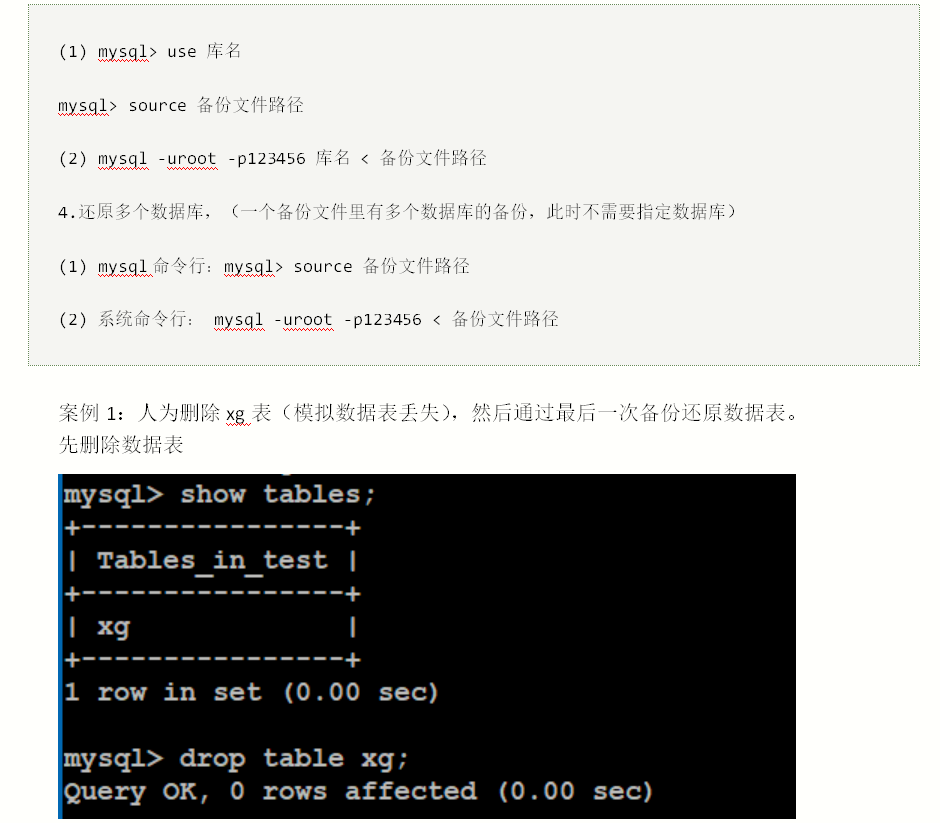 (1) mysql> use 库名
mysql> source 备份文件路径
(2) mysql -uroot -p123456 库名 < 备份文件路径
4.还原多个数据库，（一个备份文件里有多个数据库的备份，此时不需要指定数据库）
(1) mysql 命令行：mysql> source 备份文件路径
(2) 系统命令行： mysql -uroot -p123456 < 备份文件路径
案例 1：人为删除 xg 表（模拟数据表丢失），然后通过最后一次备份还原数据表。
先删除数据表
mysql> show tables;
+----------------+
| Tables_in_test |
+----------------+
| xg             |
+----------------+
1 row in set (0.00 sec)
mysql> drop table xg;
Query OK, 0 rows affected (0.00 sec)